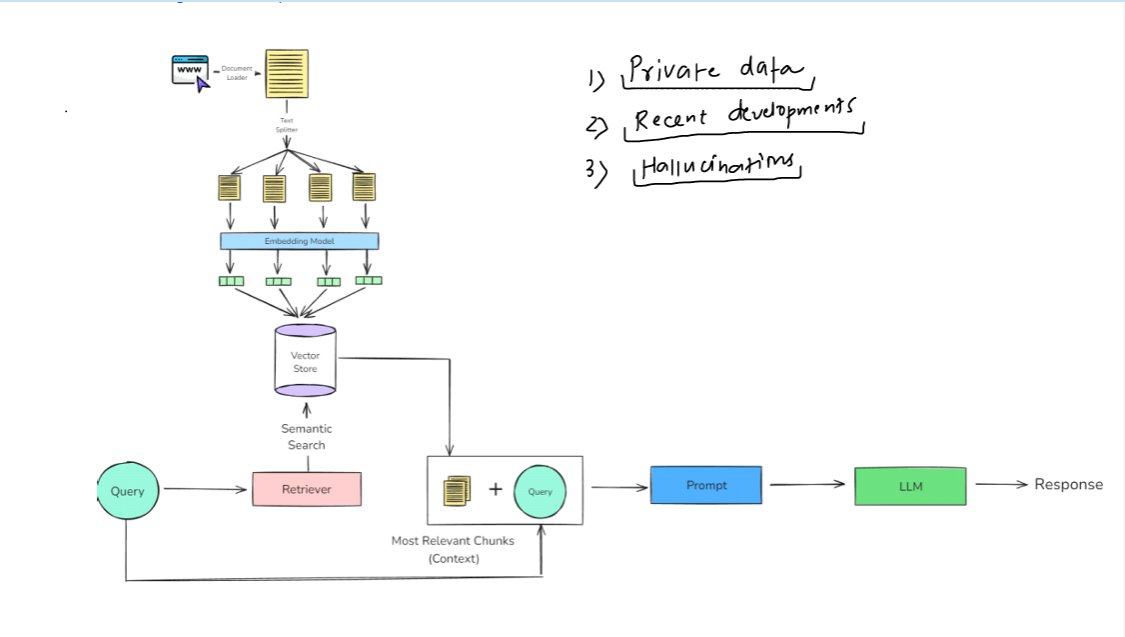 www
Document
Loader
Text
Splitter
Embedding Model
Vector
Store
Semantic
Search
Query
Retriever
+
Query
Most Relevant Chunks
(Context)
Prompt
LLM
Response
1) Private data
2) Recent developments
3) Hallucinations